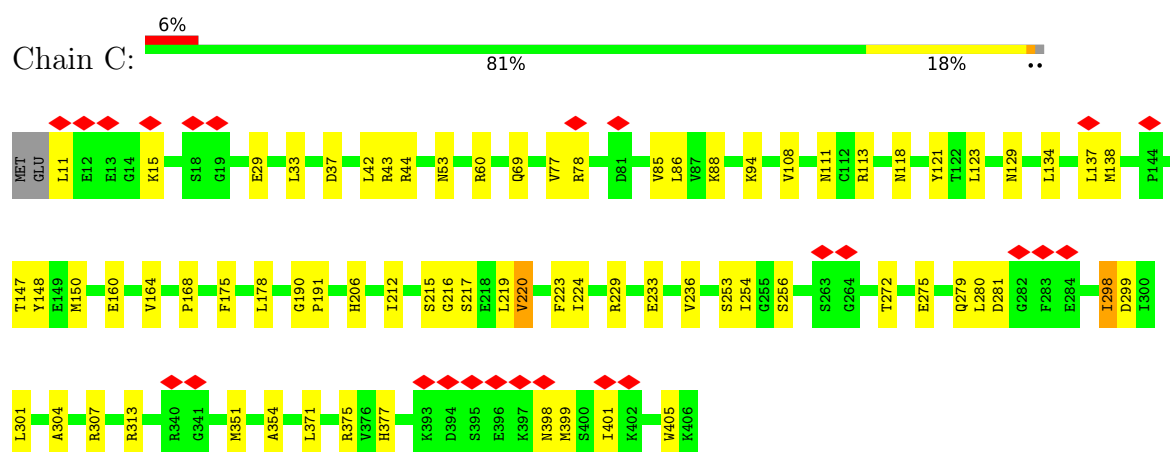 6%
Chain C:
81% 18% ••
MET GLU L11 E12 E13 G14 K15 S18 G19 E29 L33 D37 L42 R43 R44 N53 R60 Q69 V77 R78 D81 V85 L86 V87 K88 K94 V108 N111 C112 R113 N118 Y121 T122 L123 N129 L134 L137 M138 P144
T147 Y148 E149 M150 E160 V164 P168 F175 L178 G190 P191 H206 I212 S215 G216 S217 E218 L219 V220 F223 I224 R229 E233 V236 S253 I254 G255 S256 S263 G264 T272 E275 Q279 L280 D281 G282 F283 E284 I298 D299 I300
L301 A304 R307 R313 R340 G341 M351 A354 L371 R375 V376 H377 K393 D394 S395 E396 K397 N398 M399 S400 I401 K402 W405 K406